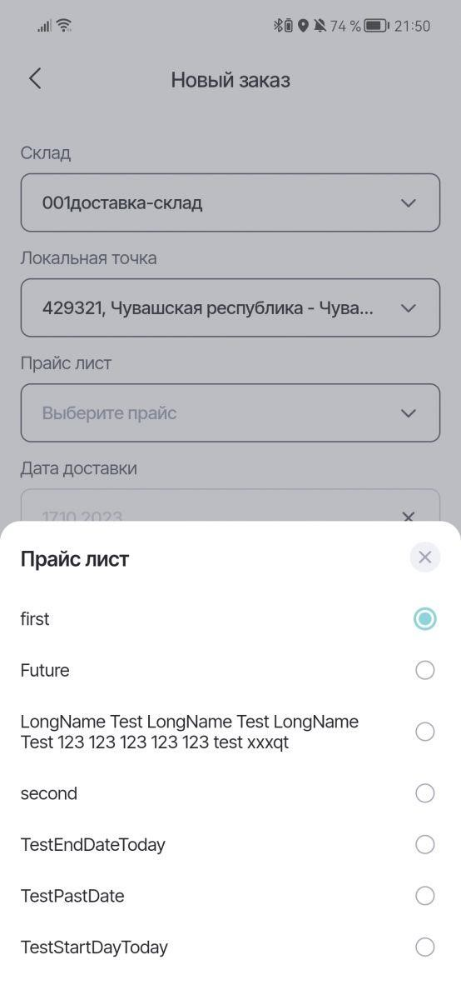 74 % 21:50
Новый заказ
Склад
001доставка-склад
Локальная точка
429321, Чувашская республика - Чува...
Прайс лист
Выберите прайс
Дата доставки
17.10.2023
Прайс лист
first
Future
LongName Test LongName Test LongName
Test 123 123 123 123 123 test xxxqt
second
TestEndDateToday
TestPastDate
TestStartDayToday